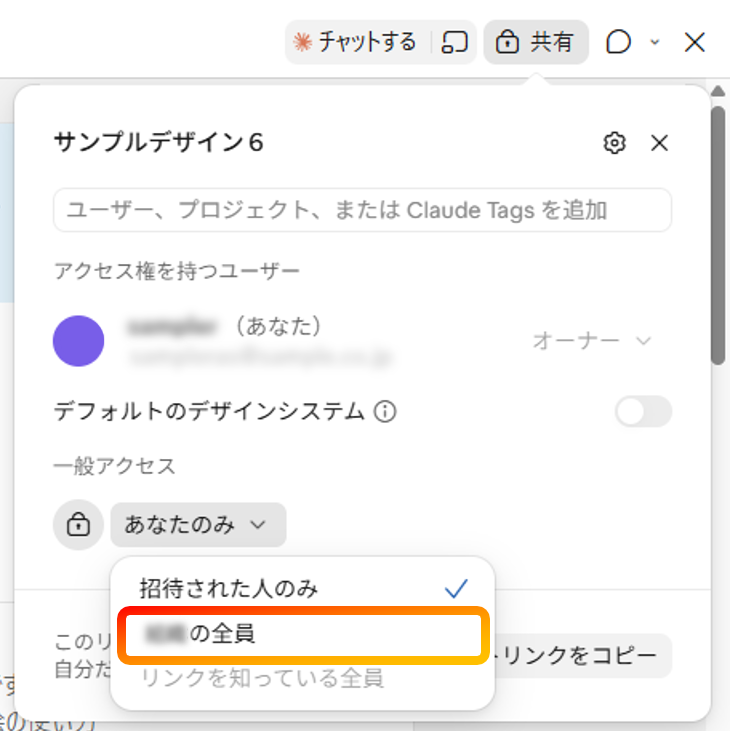 チャットする
共有
サンプルデザイン6
ユーザー、プロジェクト、または Claude Tags を追加
アクセス権を持つユーザー
（あなた）
オーナー
デフォルトのデザインシステム
一般アクセス
あなたのみ
招待された人のみ
の全員
リンクを知っている全員
このリ
自分た
リンクをコピー